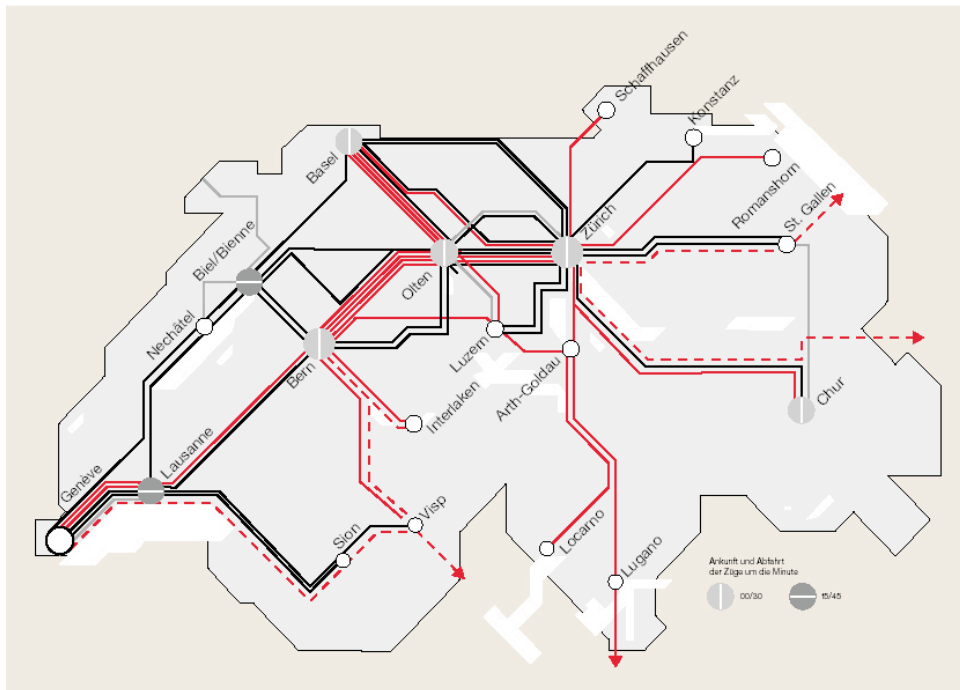 Schaffhausen
Konstanz
Basel
Zürich
Romanshorn
St. Gallen
Biel/Bienne
Olten
Nechâtel
Bern
Luzern
Arth-Goldau
Interlaken
Chur
Lausanne
Genève
Sion
Visp
Locarno
Lugano
Ankunft und Abfahrt
der Züge um die Minute
00/30
15/45